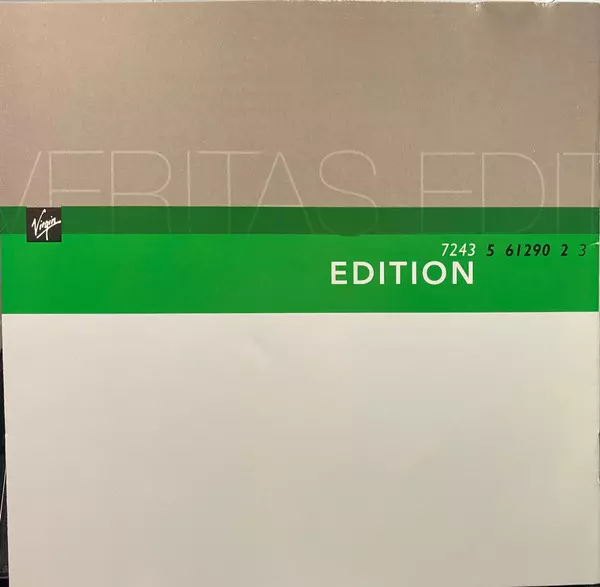 VERITAS EDIT
Virgin
7243 5 61290 2 3
EDITION